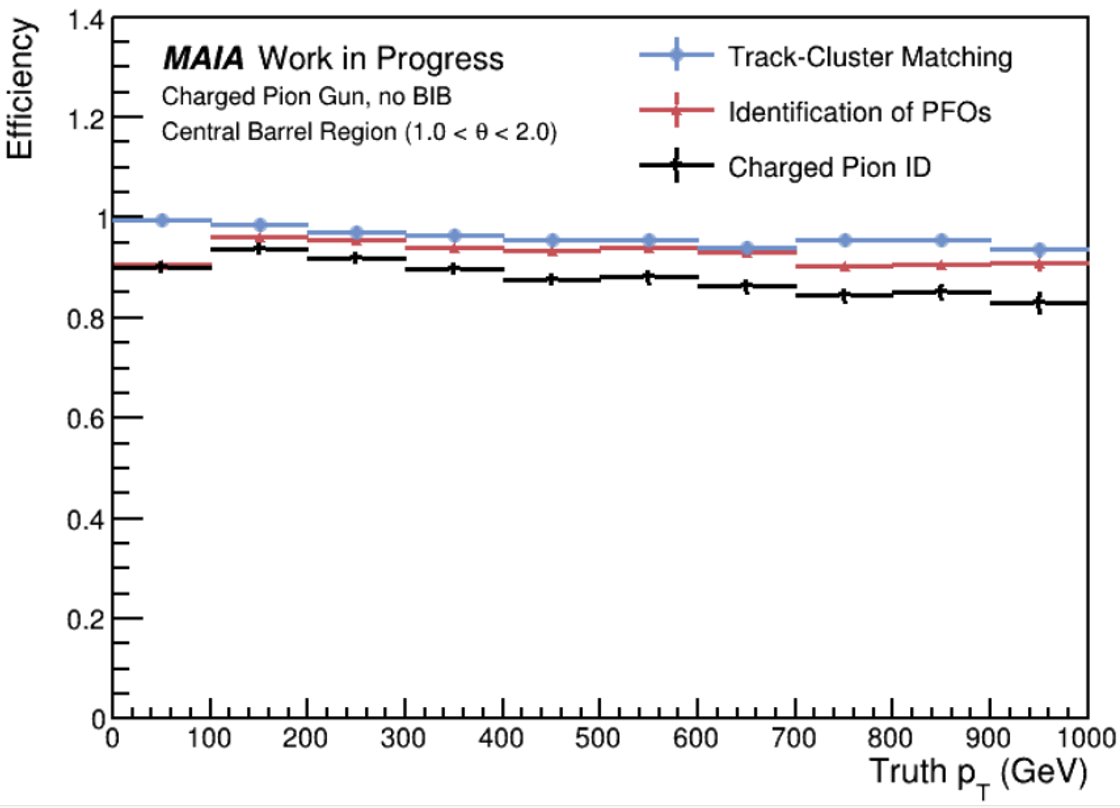 Efficiency
1.4
1.2
1
0.8
0.6
0.4
0.2
0
MAIA Work in Progress
Charged Pion Gun, no BIB
Central Barrel Region (1.0 < θ < 2.0)
Track-Cluster Matching
Identification of PFOs
Charged Pion ID
0 100 200 300 400 500 600 700 800 900 1000
Truth p_T (GeV)